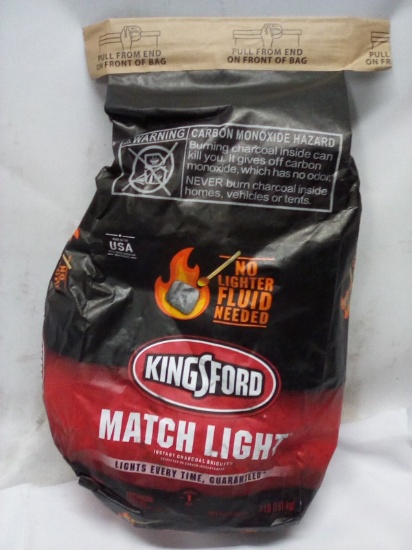 PULL FROM END
ON FRONT OF BAG
PULL FROM END
ON FRONT OF BAG
PULL
ON FR
WARNING
CARBON MONOXIDE HAZARD
Burning charcoal inside can
kill you. It gives off carbon
monoxide, which has no odor.
NEVER burn charcoal inside
homes, vehicles or tents.
USA
NO
LIGHTER
FLUID
NEEDED
KINGSFORD
MATCH LIGHT
INSTANT CHARCOAL BRIQUETS
LIGHTS EVERY TIME, GUARANTEED